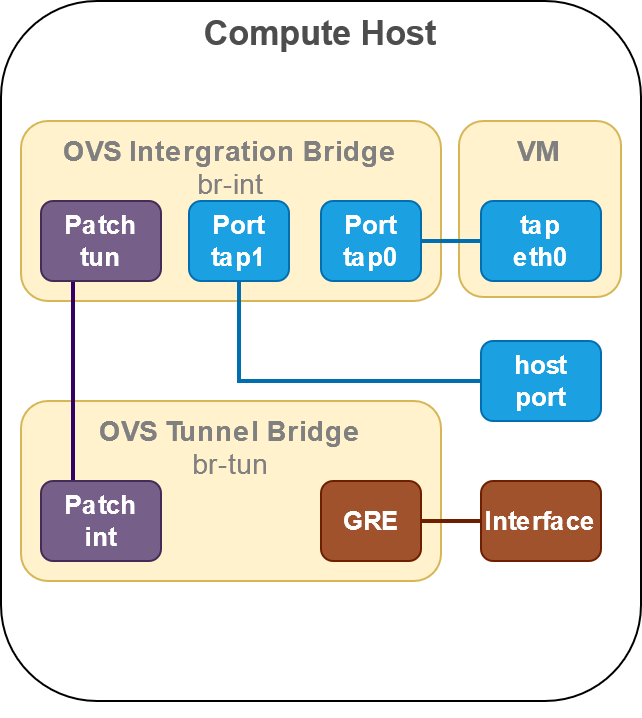 Compute Host
OVS Intergration Bridge
br-int
VM
Patch
tun
Port
tap1
Port
tap0
tap
eth0
host
port
OVS Tunnel Bridge
br-tun
Patch
int
GRE
Interface